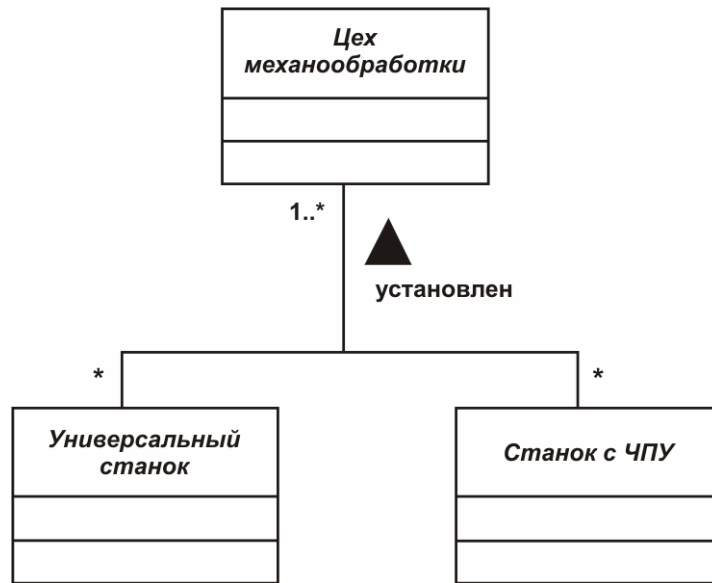 Цех
механообработки
1..*
установлен
*
*
Универсальный
станок
Станок с ЧПУ